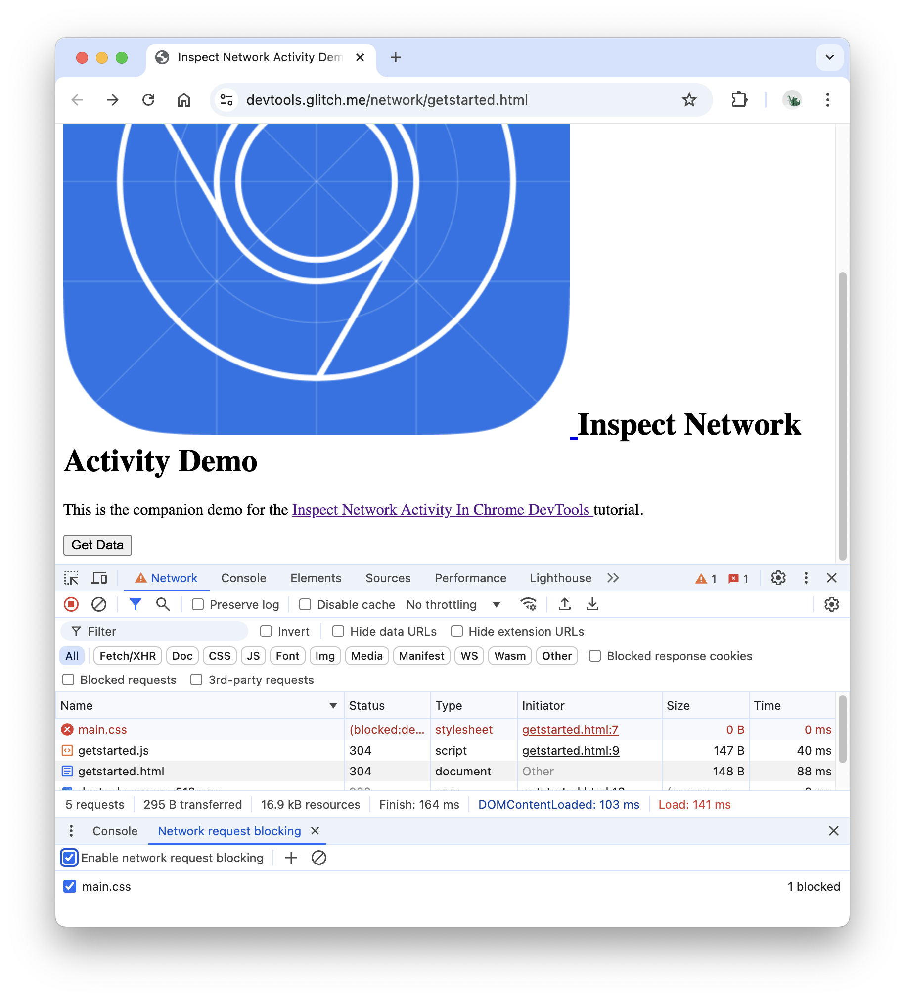 Inspect Network Activity Dem
devtools.glitch.me/network/getstarted.html
Inspect Network
Activity Demo
This is the companion demo for the Inspect Network Activity In Chrome DevTools tutorial.
Get Data
Network Console Elements Sources Performance Lighthouse 1 1
Preserve log Disable cache No throttling
Filter Invert Hide data URLs Hide extension URLs
All Fetch/XHR Doc CSS JS Font Img Media Manifest WS Wasm Other Blocked response cookies
Blocked requests 3rd-party requests
Name Status Type Initiator Size Time
main.css (blocked:de... stylesheet getstarted.html:7 0 B 0 ms
getstarted.js 304 script getstarted.html:9 147 B 40 ms
getstarted.html 304 document Other 148 B 88 ms
5 requests 295 B transferred 16.9 kB resources Finish: 164 ms DOMContentLoaded: 103 ms Load: 141 ms
Console Network request blocking
Enable network request blocking
main.css 1 blocked